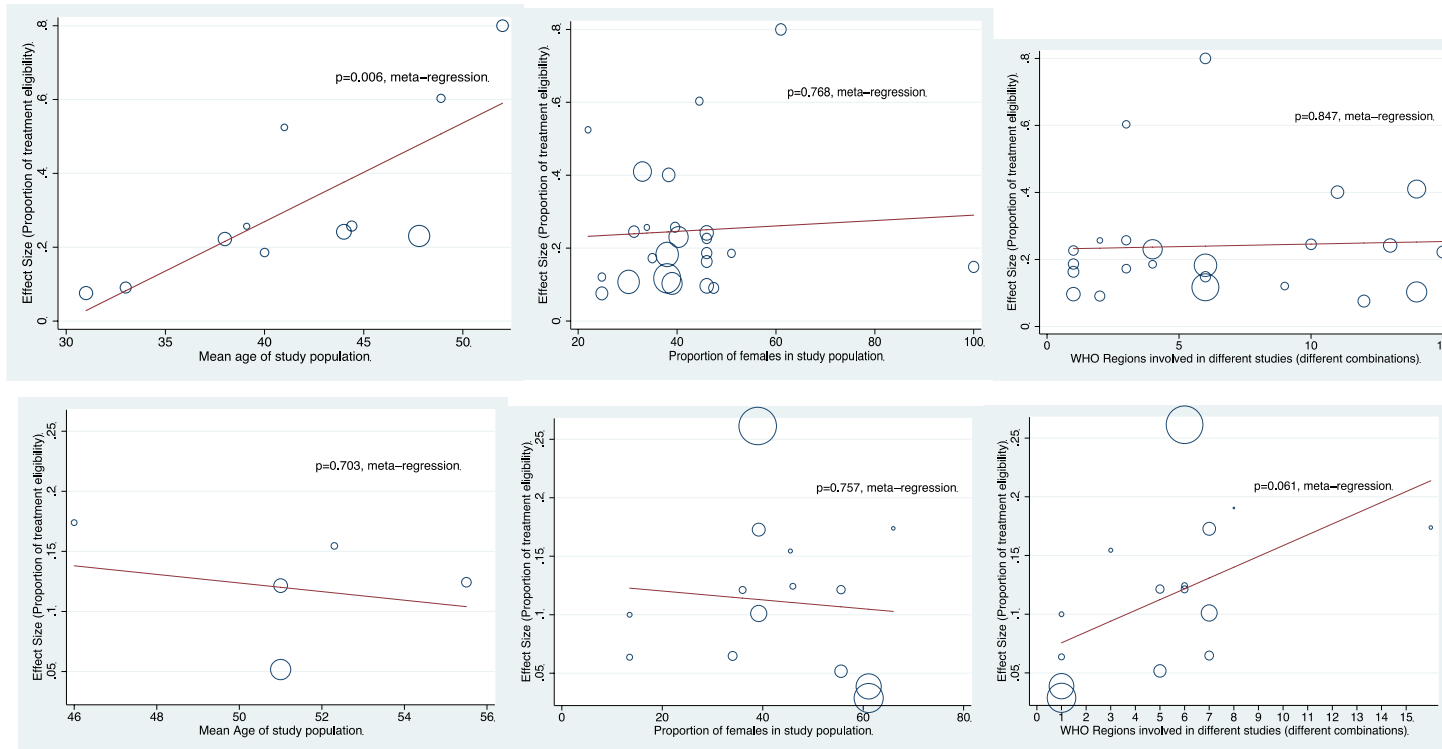 Effect Size (Proportion of treatment eligibility).
.8.
.6.
.4.
.2.
0.
p=0.006, meta−regression.
30
35
40
45
50.
Mean age of study population.
Effect Size (Proportion of treatment eligibility).
.8.
.6.
.4.
.2.
0.
p=0.768, meta−regression.
20
40
60
80
100.
Proportion of females in study population.
Effect Size (Proportion of treatment eligibility).
.8.
.6.
.4.
.2.
0.
p=0.847, meta−regression.
0
5
10
WHO Regions involved in different studies (different combinations).
Effect Size (Proportion of treatment eligibility).
.25.
.2.
.15.
.1.
.05.
p=0.703, meta−regression.
46
48
50
52
54
56.
Mean Age of study population.
Effect Size (Proportion of treatment eligibility).
.25.
.2.
.15.
.1.
.05.
p=0.757, meta−regression.
0
20
40
60
80.
Proportion of females in study population.
Effect Size (Proportion of treatment eligibility).
.25.
.2.
.15.
.1.
.05.
p=0.061, meta−regression.
0 1 2 3 4 5 6 7 8 9 10 11 12 13 14 15.
WHO Regions involved in different studies (different combinations).